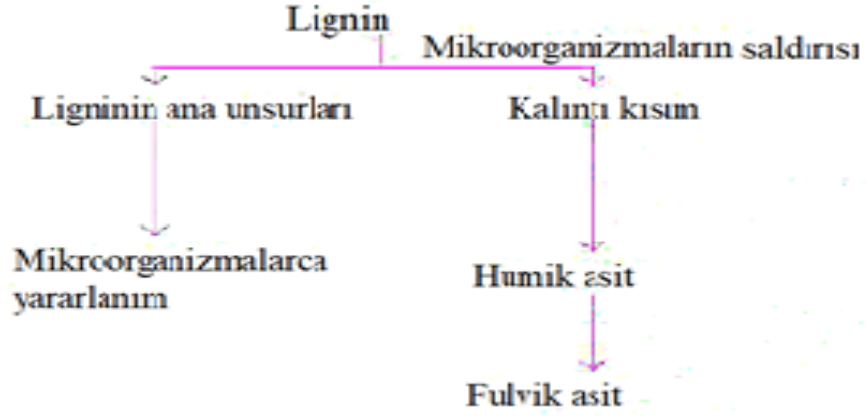 Lignin
Mikroorganizmaların saldırısı
Ligninin ana unsurları
Kalıntı kısım
Mikroorganizmalarca
yararlanım
Humik asit
Fulvik asit